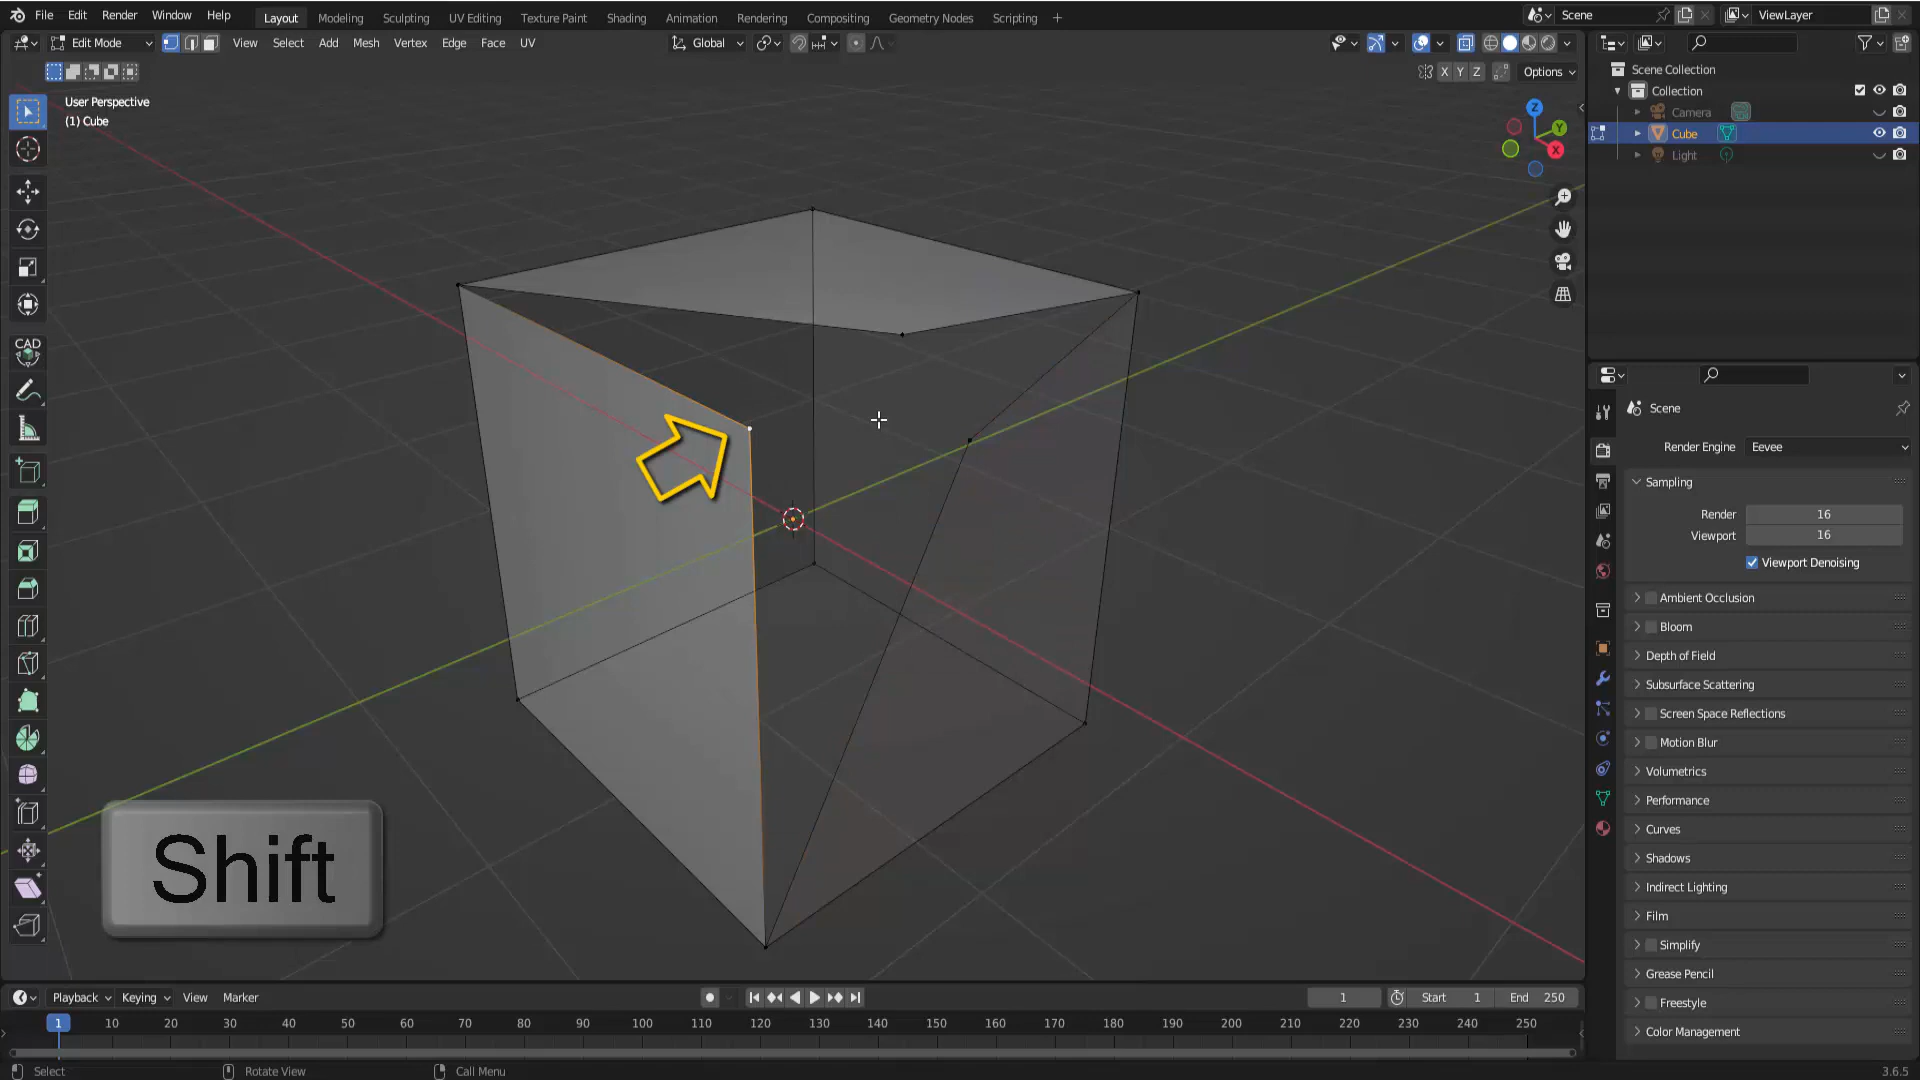 File Edit Render Window Help Layout Modeling Sculpting UV Editing Texture Paint Shading Animation Rendering Compositing Geometry Nodes Scripting + Scene ViewLayer
Edit Mode View Select Add Mesh Vertex Edge Face UV Global
X Y Z Options
User Perspective
(1) Cube
Z
Y
X
CAD
Shift
Scene Collection
Collection
Camera
Cube
Light
Scene
Render Engine Eevee
Sampling
Render 16
Viewport 16
Viewport Denoising
Ambient Occlusion
Bloom
Depth of Field
Subsurface Scattering
Screen Space Reflections
Motion Blur
Volumetrics
Performance
Curves
Shadows
Indirect Lighting
Film
Simplify
Grease Pencil
Freestyle
Color Management
Playback Keying View Marker 1 Start 1 End 250
1 10 20 30 40 50 60 70 80 90 100 110 120 130 140 150 160 170 180 190 200 210 220 230 240 250
Select Rotate View Call Menu 3.6.5